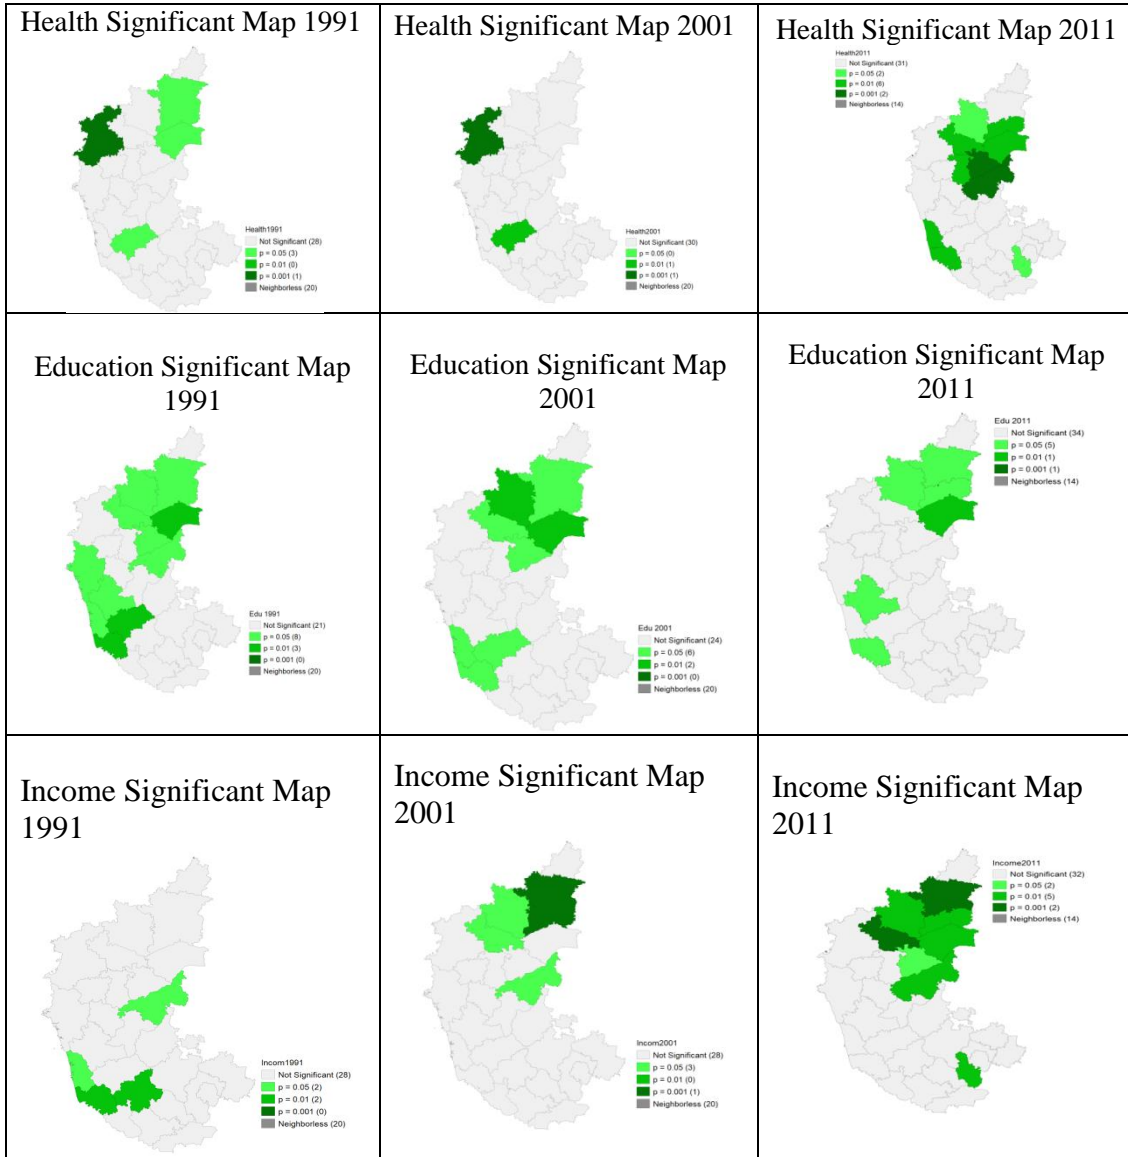 Health Significant Map 1991
Health1991
Not Significant (28)
p = 0.05 (3)
p = 0.01 (0)
p = 0.001 (1)
Neighborless (20)
Health Significant Map 2001
Health2001
Not Significant (30)
p = 0.05 (0)
p = 0.01 (1)
p = 0.001 (1)
Neighborless (20)
Health Significant Map 2011
Health2011
Not Significant (31)
p = 0.05 (2)
p = 0.01 (6)
p = 0.001 (2)
Neighborless (14)
Education Significant Map
1991
Edu 1991
Not Significant (21)
p = 0.05 (8)
p = 0.01 (3)
p = 0.001 (0)
Neighborless (20)
Education Significant Map
2001
Edu 2001
Not Significant (24)
p = 0.05 (6)
p = 0.01 (2)
p = 0.001 (0)
Neighborless (20)
Education Significant Map
2011
Edu 2011
Not Significant (34)
p = 0.05 (5)
p = 0.01 (1)
p = 0.001 (1)
Neighborless (14)
Income Significant Map
1991
Incom1991
Not Significant (28)
p = 0.05 (2)
p = 0.01 (2)
p = 0.001 (0)
Neighborless (20)
Income Significant Map
2001
Incom2001
Not Significant (28)
p = 0.05 (3)
p = 0.01 (0)
p = 0.001 (1)
Neighborless (20)
Income Significant Map
2011
Income2011
Not Significant (32)
p = 0.05 (2)
p = 0.01 (5)
p = 0.001 (2)
Neighborless (14)